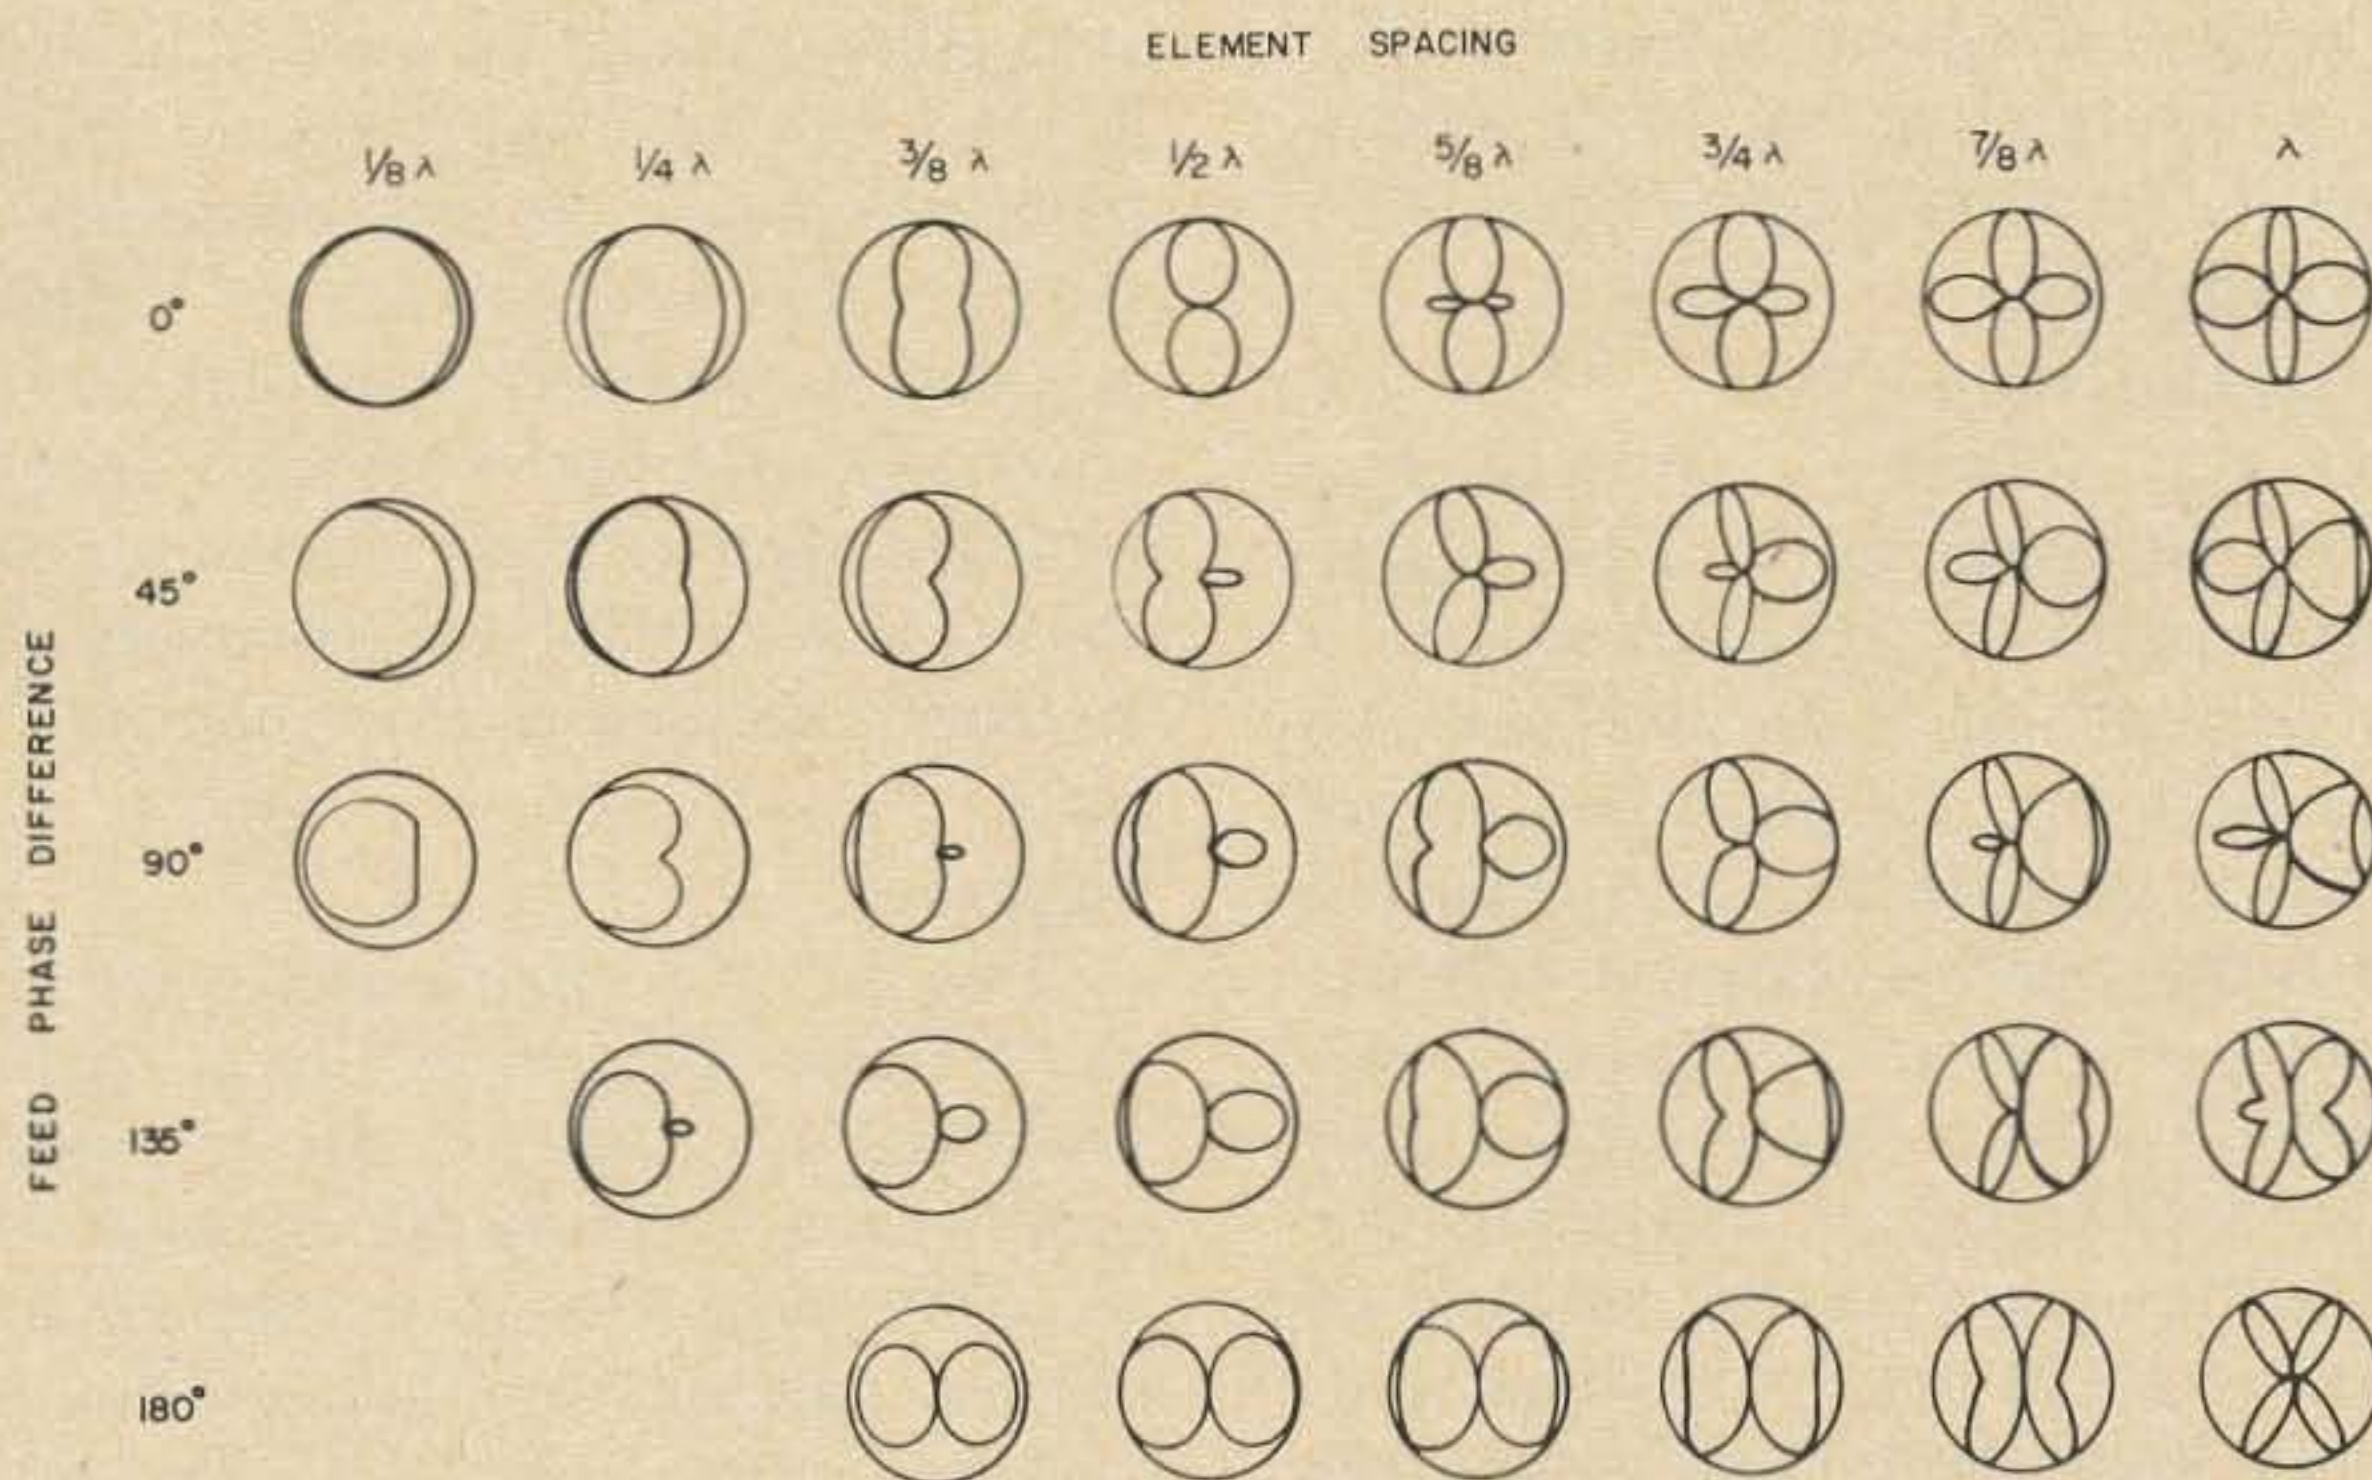 ELEMENT SPACING
1/8 λ 1/4 λ 3/8 λ 1/2 λ 5/8 λ 3/4 λ 7/8 λ λ
0°
45°
90°
135°
180°
FEED PHASE DIFFERENCE